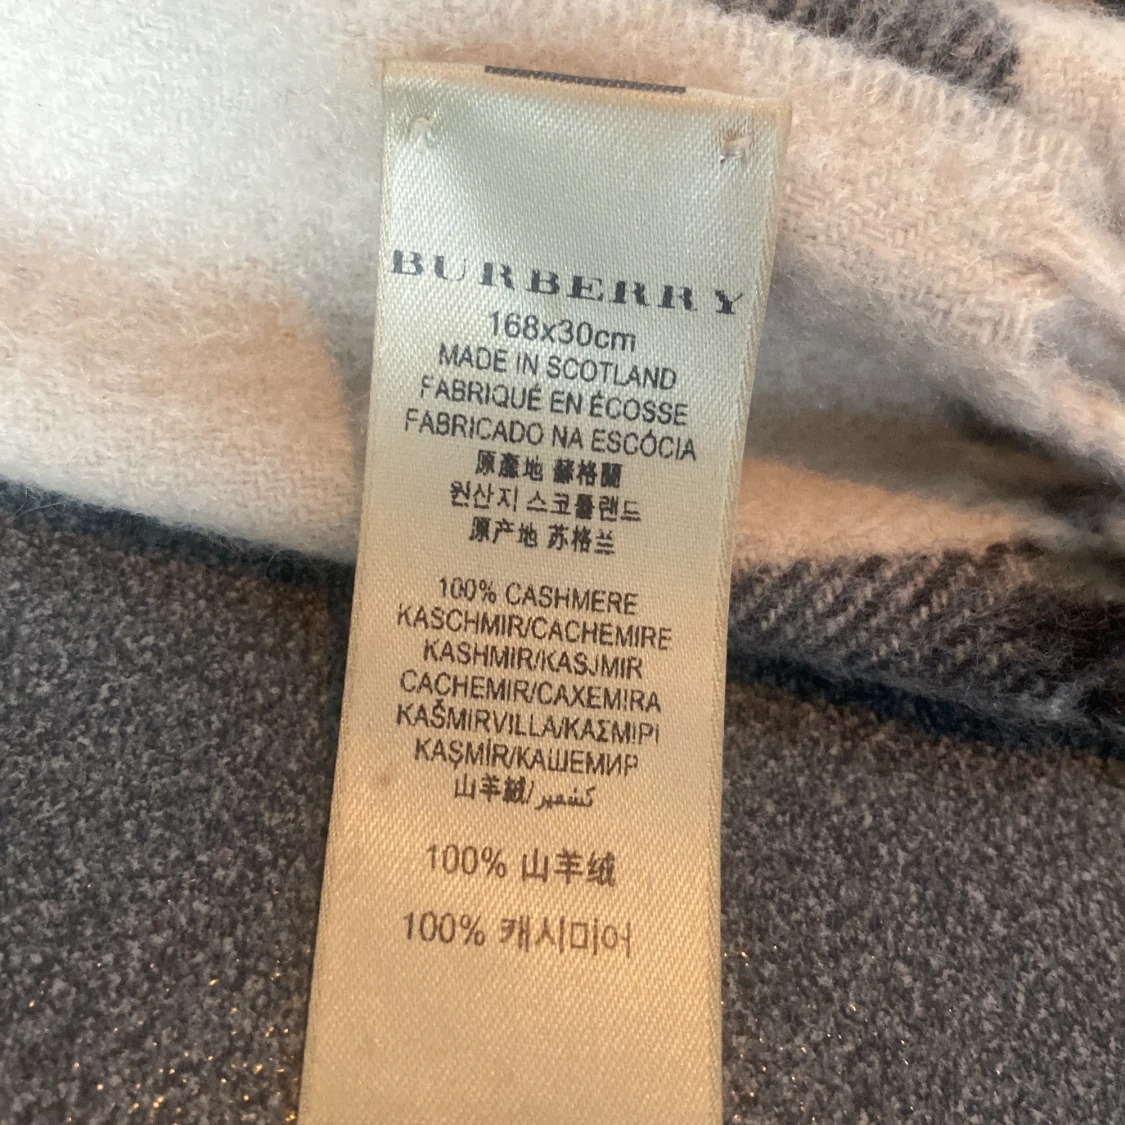 BURBERRY
168x30cm
MADE IN SCOTLAND
FABRIQUÉ EN ÉCOSSE
FABRICADO NA ESCÓCIA
原產地 蘇格蘭
원산지 스코틀랜드
原产地 苏格兰
100% CASHMERE
KASCHMIR/CACHEMIRE
KASHMIR/KASJMIR
CACHEMIR/CAXEMIRA
KAŠMIRVILLA/ΚΑΣΜΙΡΙ
KAŞMİR/КАШЕМИР
山羊絨/كشمير
100% 山羊绒
100% 캐시미어